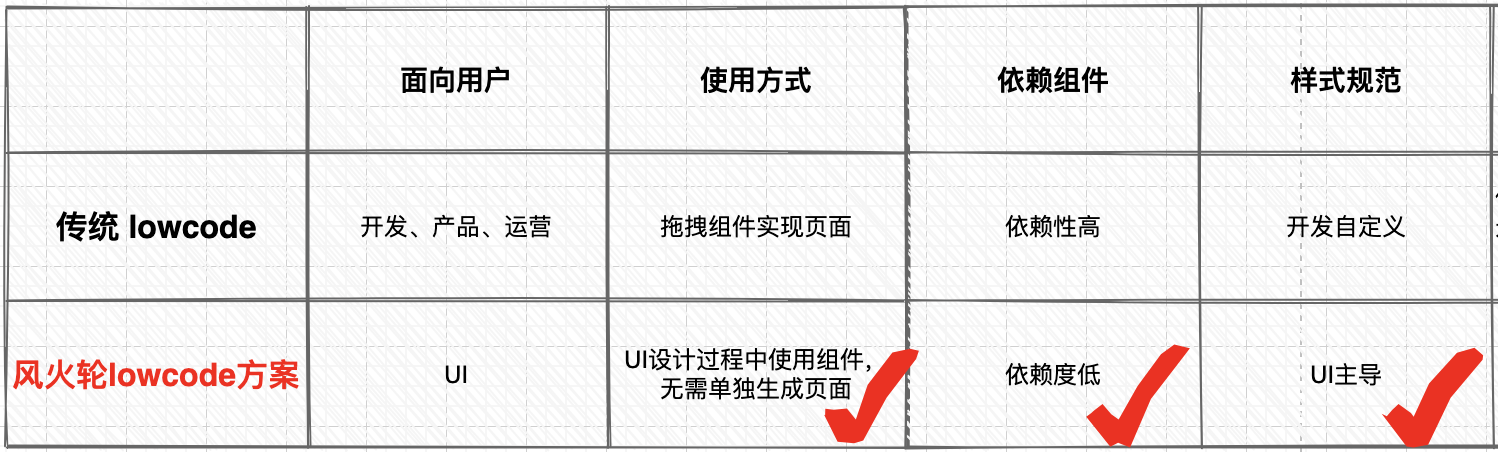 面向用户
使用方式
依赖组件
样式规范
传统 lowcode
开发、产品、运营
拖拽组件实现页面
依赖性高
开发自定义
风火轮lowcode方案
UI
UI设计过程中使用组件，
无需单独生成页面
依赖度低
UI主导